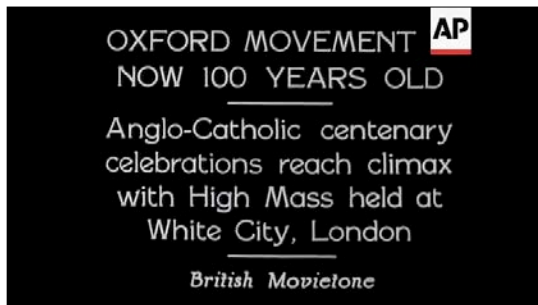 OXFORD MOVEMENT
AP
NOW 100 YEARS OLD
Anglo-Catholic centenary
celebrations reach climax
with High Mass held at
White City, London
British Movietone